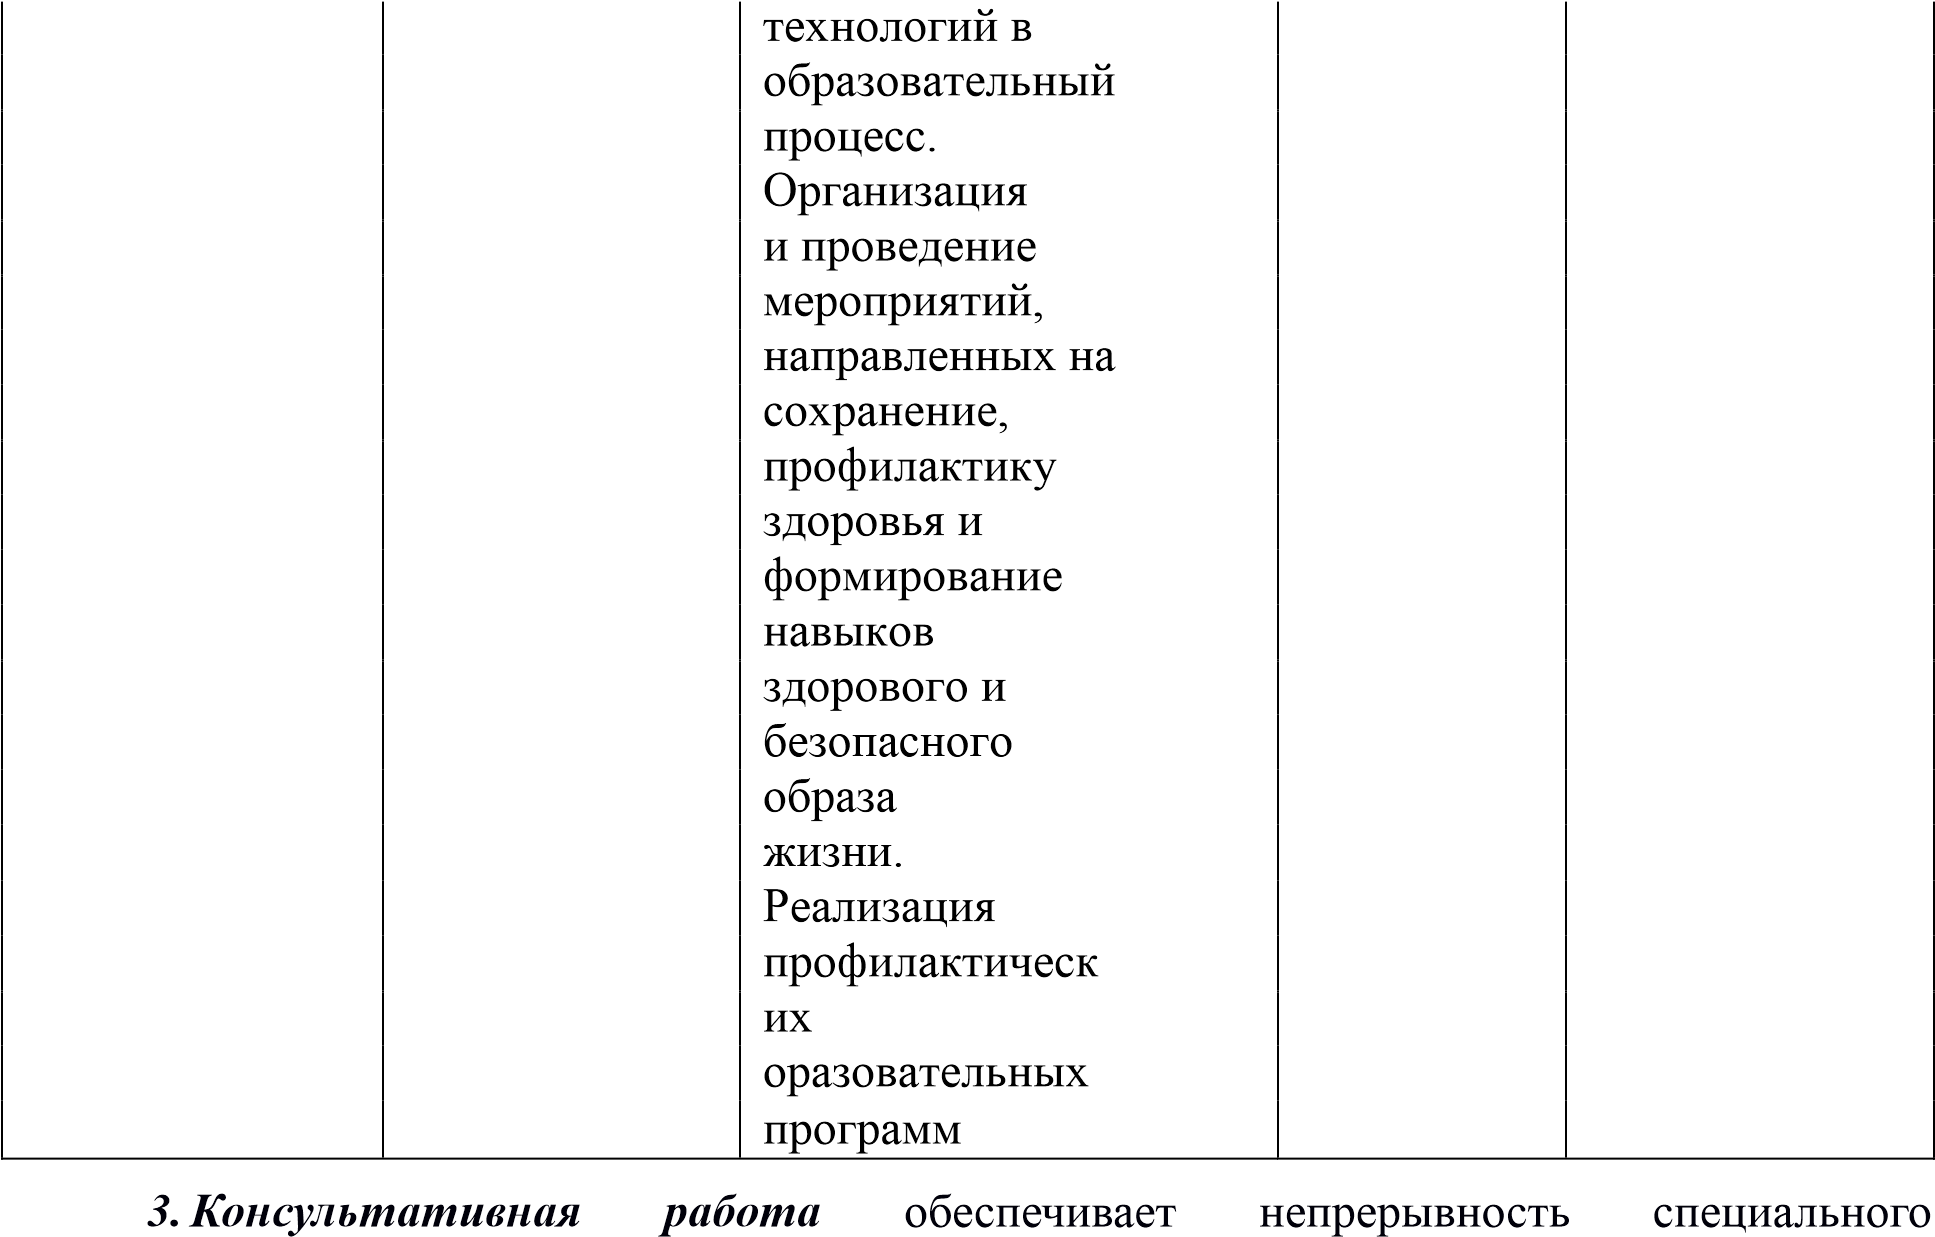 технологий в
образовательный
процесс.
Организация
и проведение
мероприятий,
направленных на
сохранение,
профилактику
здоровья и
формирование
навыков
здорового и
безопасного
образа
жизни.
Реализация
профилактическ
их
оразовательных
программ
3. Консультативная работа обеспечивает непрерывность специального